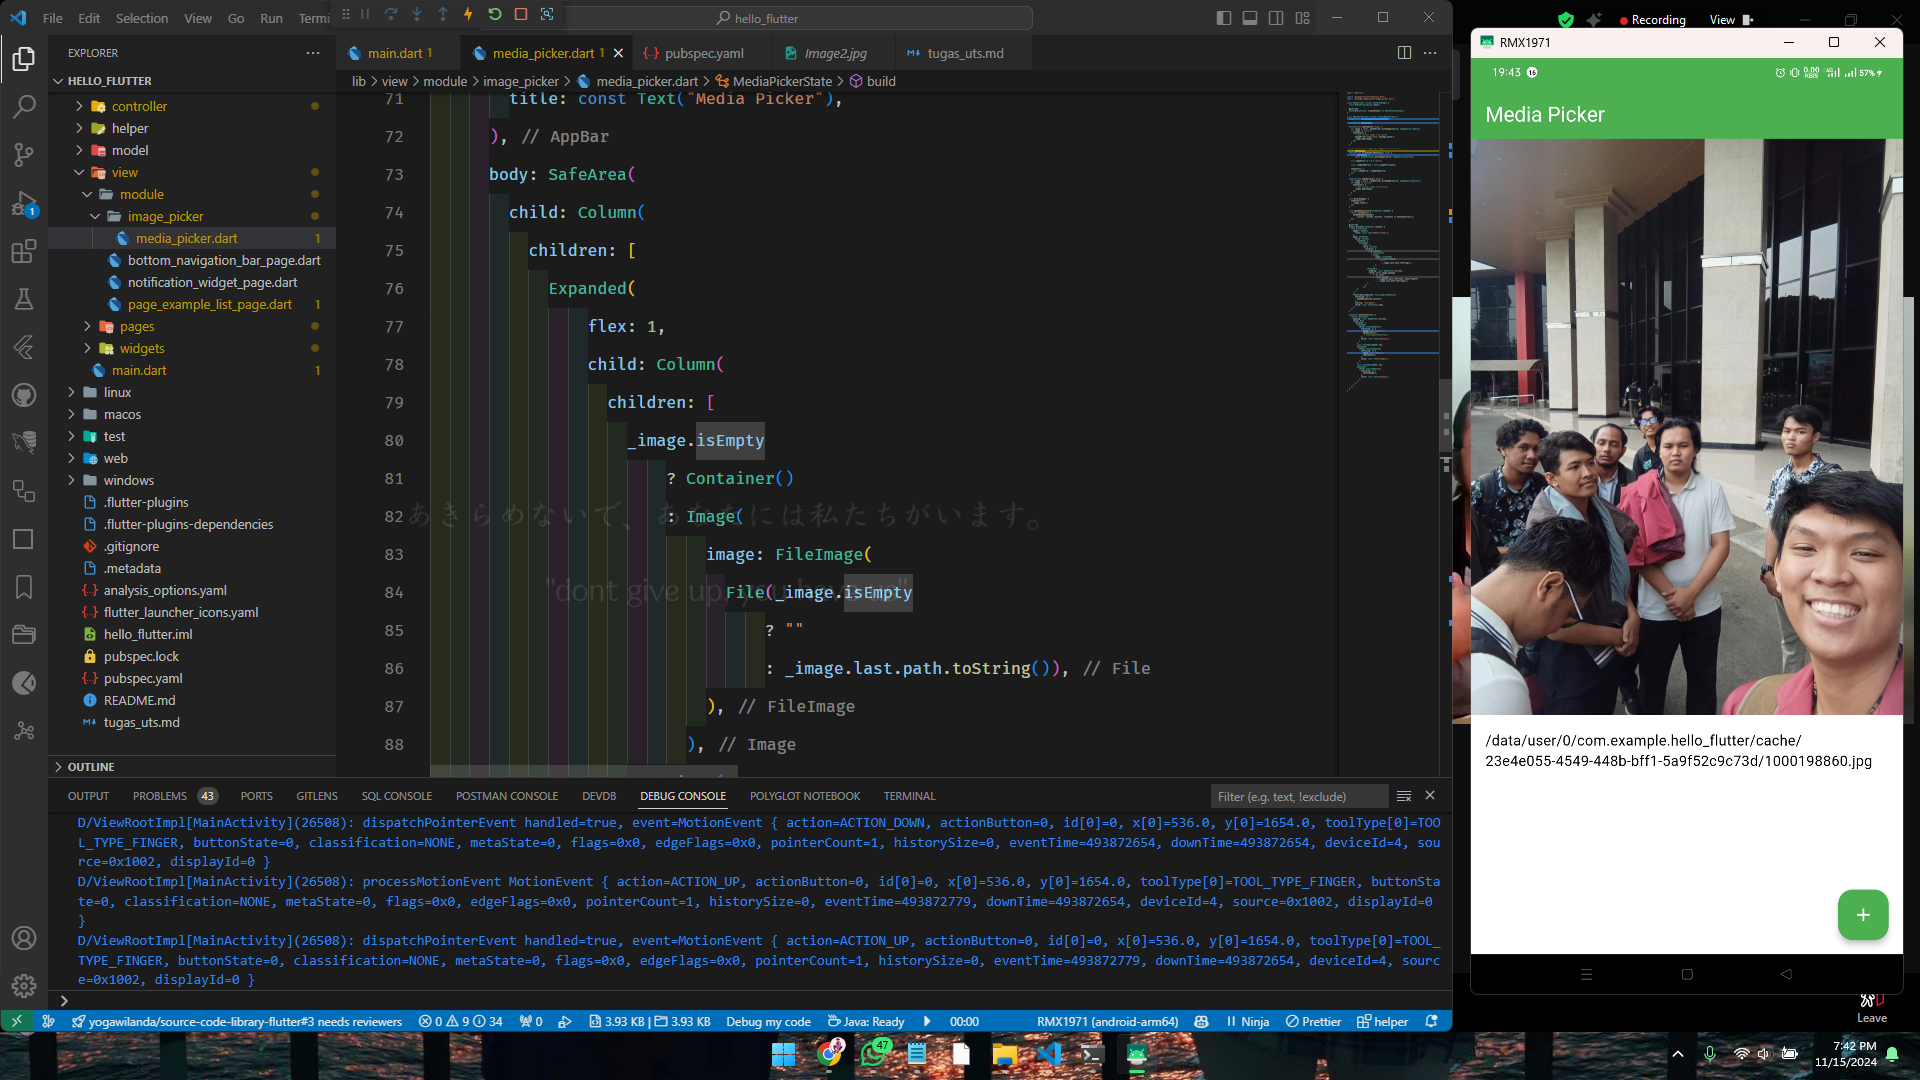 File Edit Selection View Go Run Termi
hello_flutter
Recording View
EXPLORER
HELLO_FLUTTER
controller
helper
model
view
module
image_picker
media_picker.dart 1
bottom_navigation_bar_page.dart
notification_widget_page.dart
page_example_list_page.dart 1
pages
widgets
main.dart 1
linux
macos
test
web
windows
.flutter-plugins
.flutter-plugins-dependencies
.gitignore
.metadata
analysis_options.yaml
flutter_launcher_icons.yaml
hello_flutter.iml
pubspec.lock
pubspec.yaml
README.md
tugas_uts.md
OUTLINE
1
main.dart 1 media_picker.dart 1 pubspec.yaml Image2.jpg tugas_uts.md
lib > view > module > image_picker > media_picker.dart > MediaPickerState > build
71 title: const Text("Media Picker"),
72 ), // AppBar
73 body: SafeArea(
74 child: Column(
75 children: [
76 Expanded(
77 flex: 1,
78 child: Column(
79 children: [
80 _image.isEmpty
81 ? Container()
82 : Image(
83 image: FileImage(
84 File(_image.isEmpty
85 ? ""
86 : _image.last.path.toString()), // File
87 ), // FileImage
88 ), // Image
あきらめないで、あなたには私たちがいます。
"dont give up, you have us"
OUTPUT PROBLEMS 43 PORTS GITLENS SQL CONSOLE POSTMAN CONSOLE DEVDB DEBUG CONSOLE POLYGLOT NOTEBOOK TERMINAL
Filter (e.g. text, !exclude)
D/ViewRootImpl[MainActivity](26508): dispatchPointerEvent handled=true, event=MotionEvent { action=ACTION_DOWN, actionButton=0, id[0]=0, x[0]=536.0, y[0]=1654.0, toolType[0]=TOO
L_TYPE_FINGER, buttonState=0, classification=NONE, metaState=0, flags=0x0, edgeFlags=0x0, pointerCount=1, historySize=0, eventTime=493872654, downTime=493872654, deviceId=4, sou
rce=0x1002, displayId=0 }
D/ViewRootImpl[MainActivity](26508): processMotionEvent MotionEvent { action=ACTION_UP, actionButton=0, id[0]=0, x[0]=536.0, y[0]=1654.0, toolType[0]=TOOL_TYPE_FINGER, buttonSta
te=0, classification=NONE, metaState=0, flags=0x0, edgeFlags=0x0, pointerCount=1, historySize=0, eventTime=493872779, downTime=493872654, deviceId=4, source=0x1002, displayId=0
}
D/ViewRootImpl[MainActivity](26508): dispatchPointerEvent handled=true, event=MotionEvent { action=ACTION_UP, actionButton=0, id[0]=0, x[0]=536.0, y[0]=1654.0, toolType[0]=TOOL_
TYPE_FINGER, buttonState=0, classification=NONE, metaState=0, flags=0x0, edgeFlags=0x0, pointerCount=1, historySize=0, eventTime=493872779, downTime=493872654, deviceId=4, sourc
e=0x1002, displayId=0 }
yogawilanda/source-code-library-flutter#3 needs reviewers 0 9 34 0 3.93 KB | 3.93 KB Debug my code Java: Ready 00:00 RMX1971 (android-arm64) Ninja Prettier helper
RMX1971
19:43 16 0.00 KB/S 4G 57%
Media Picker
/data/user/0/com.example.hello_flutter/cache/
23e4e055-4549-448b-bff1-5a9f52c9c73d/1000198860.jpg
+
Leave
47
7:42 PM
11/15/2024